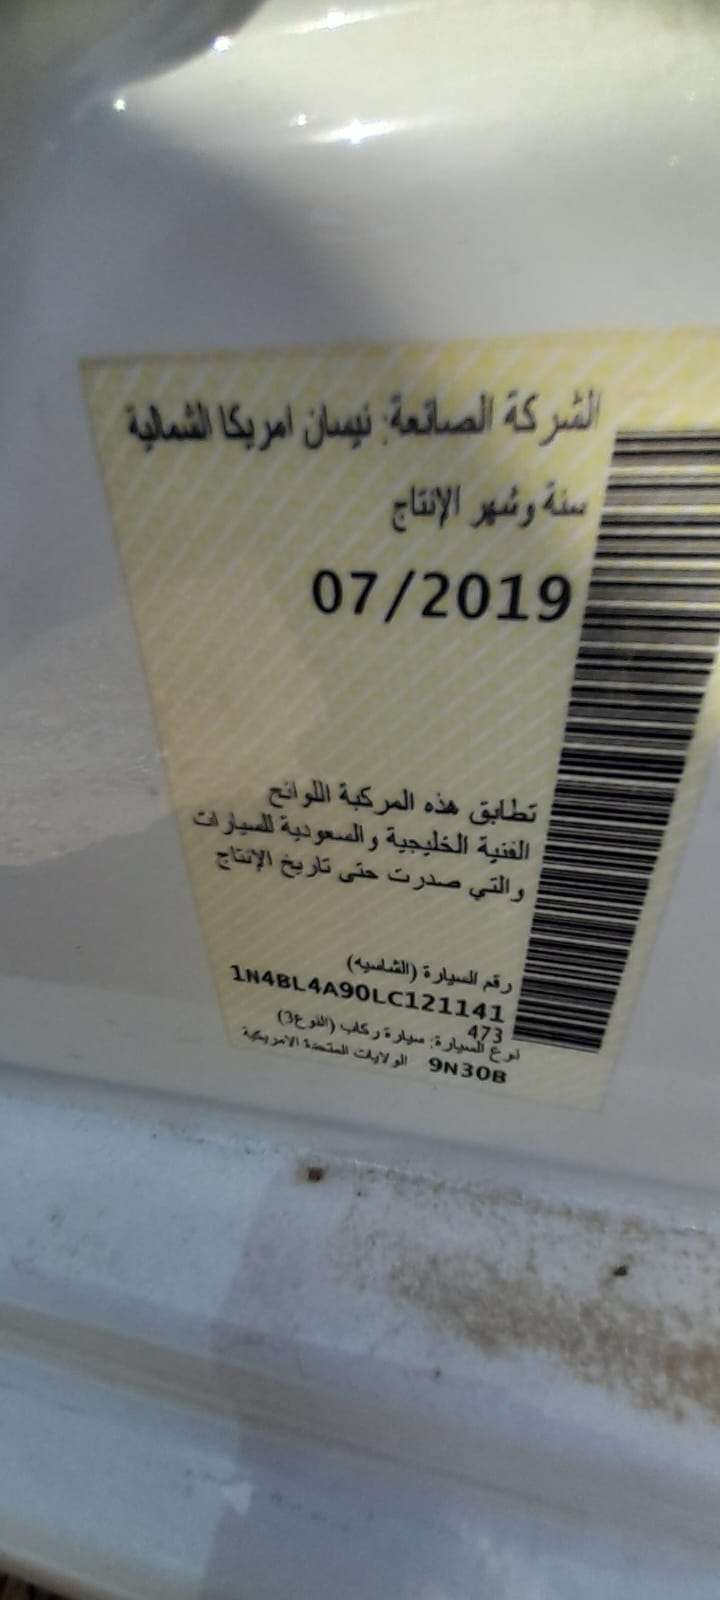 الشركة الصانعة: نيسان امريكا الشمالية
سنة وشهر الإنتاج
07/2019
تطابق هذه المركبة اللوائح
الفنية الخليجية والسعودية للسيارات
والتي صدرت حتى تاريخ الإنتاج
رقم السيارة (الشاسيه)
1N4BL4A90LC121141
473
نوع السيارة: سيارة ركاب (النوع3)
9N30B الولايات المتحدة الامريكية